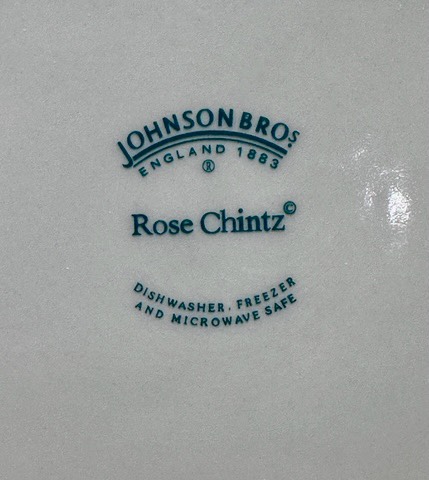 JOHNSON BROS.
ENGLAND 1883
®
Rose Chintz©
DISHWASHER, FREEZER
AND MICROWAVE SAFE